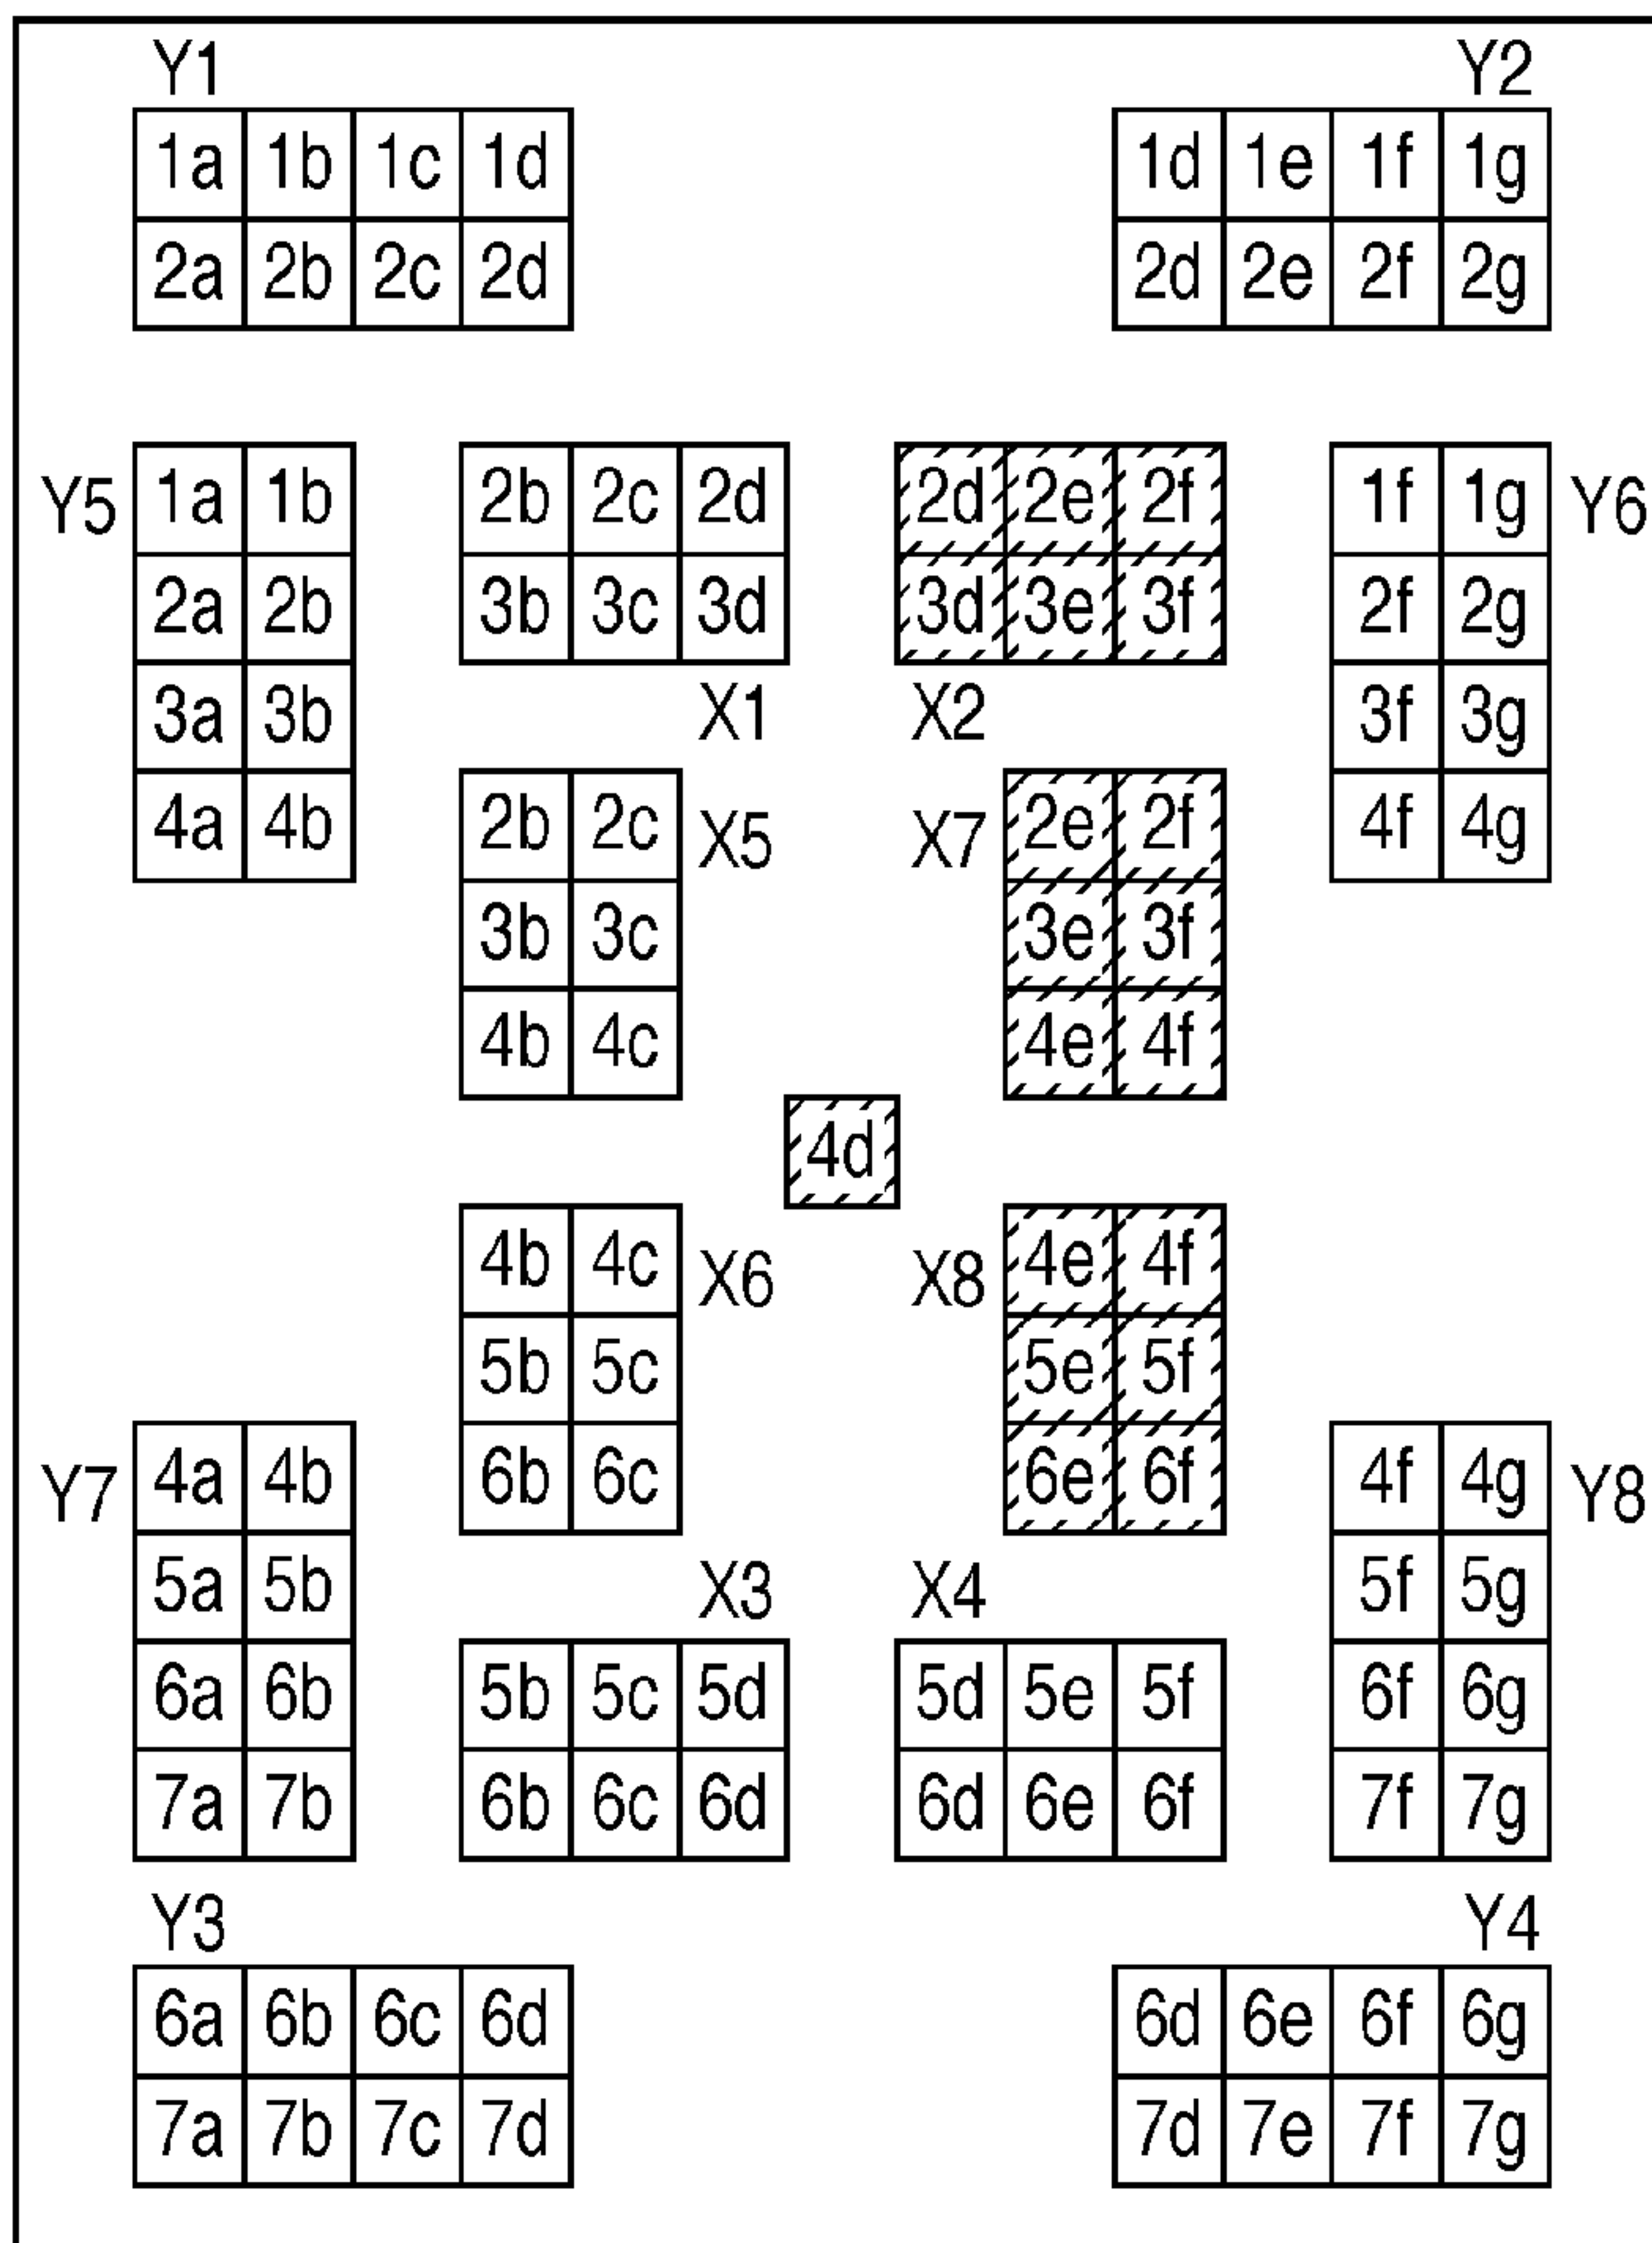 Y1 Y2
1a 1b 1c 1d 1d 1e 1f 1g
2a 2b 2c 2d 2d 2e 2f 2g
Y5 1a 1b 2b 2c 2d 2d 2e 2f 1f 1g Y6
2a 2b 3b 3c 3d 3d 3e 3f 2f 2g
3a 3b X1 X2 3f 3g
4a 4b 2b 2c X5 X7 2e 2f 4f 4g
3b 3c 3e 3f
4b 4c 4e 4f
4d
4b 4c X6 X8 4e 4f
5b 5c 5e 5f
Y7 4a 4b 6b 6c 6e 6f 4f 4g Y8
5a 5b X3 X4 5f 5g
6a 6b 5b 5c 5d 5d 5e 5f 6f 6g
7a 7b 6b 6c 6d 6d 6e 6f 7f 7g
Y3 Y4
6a 6b 6c 6d 6d 6e 6f 6g
7a 7b 7c 7d 7d 7e 7f 7g